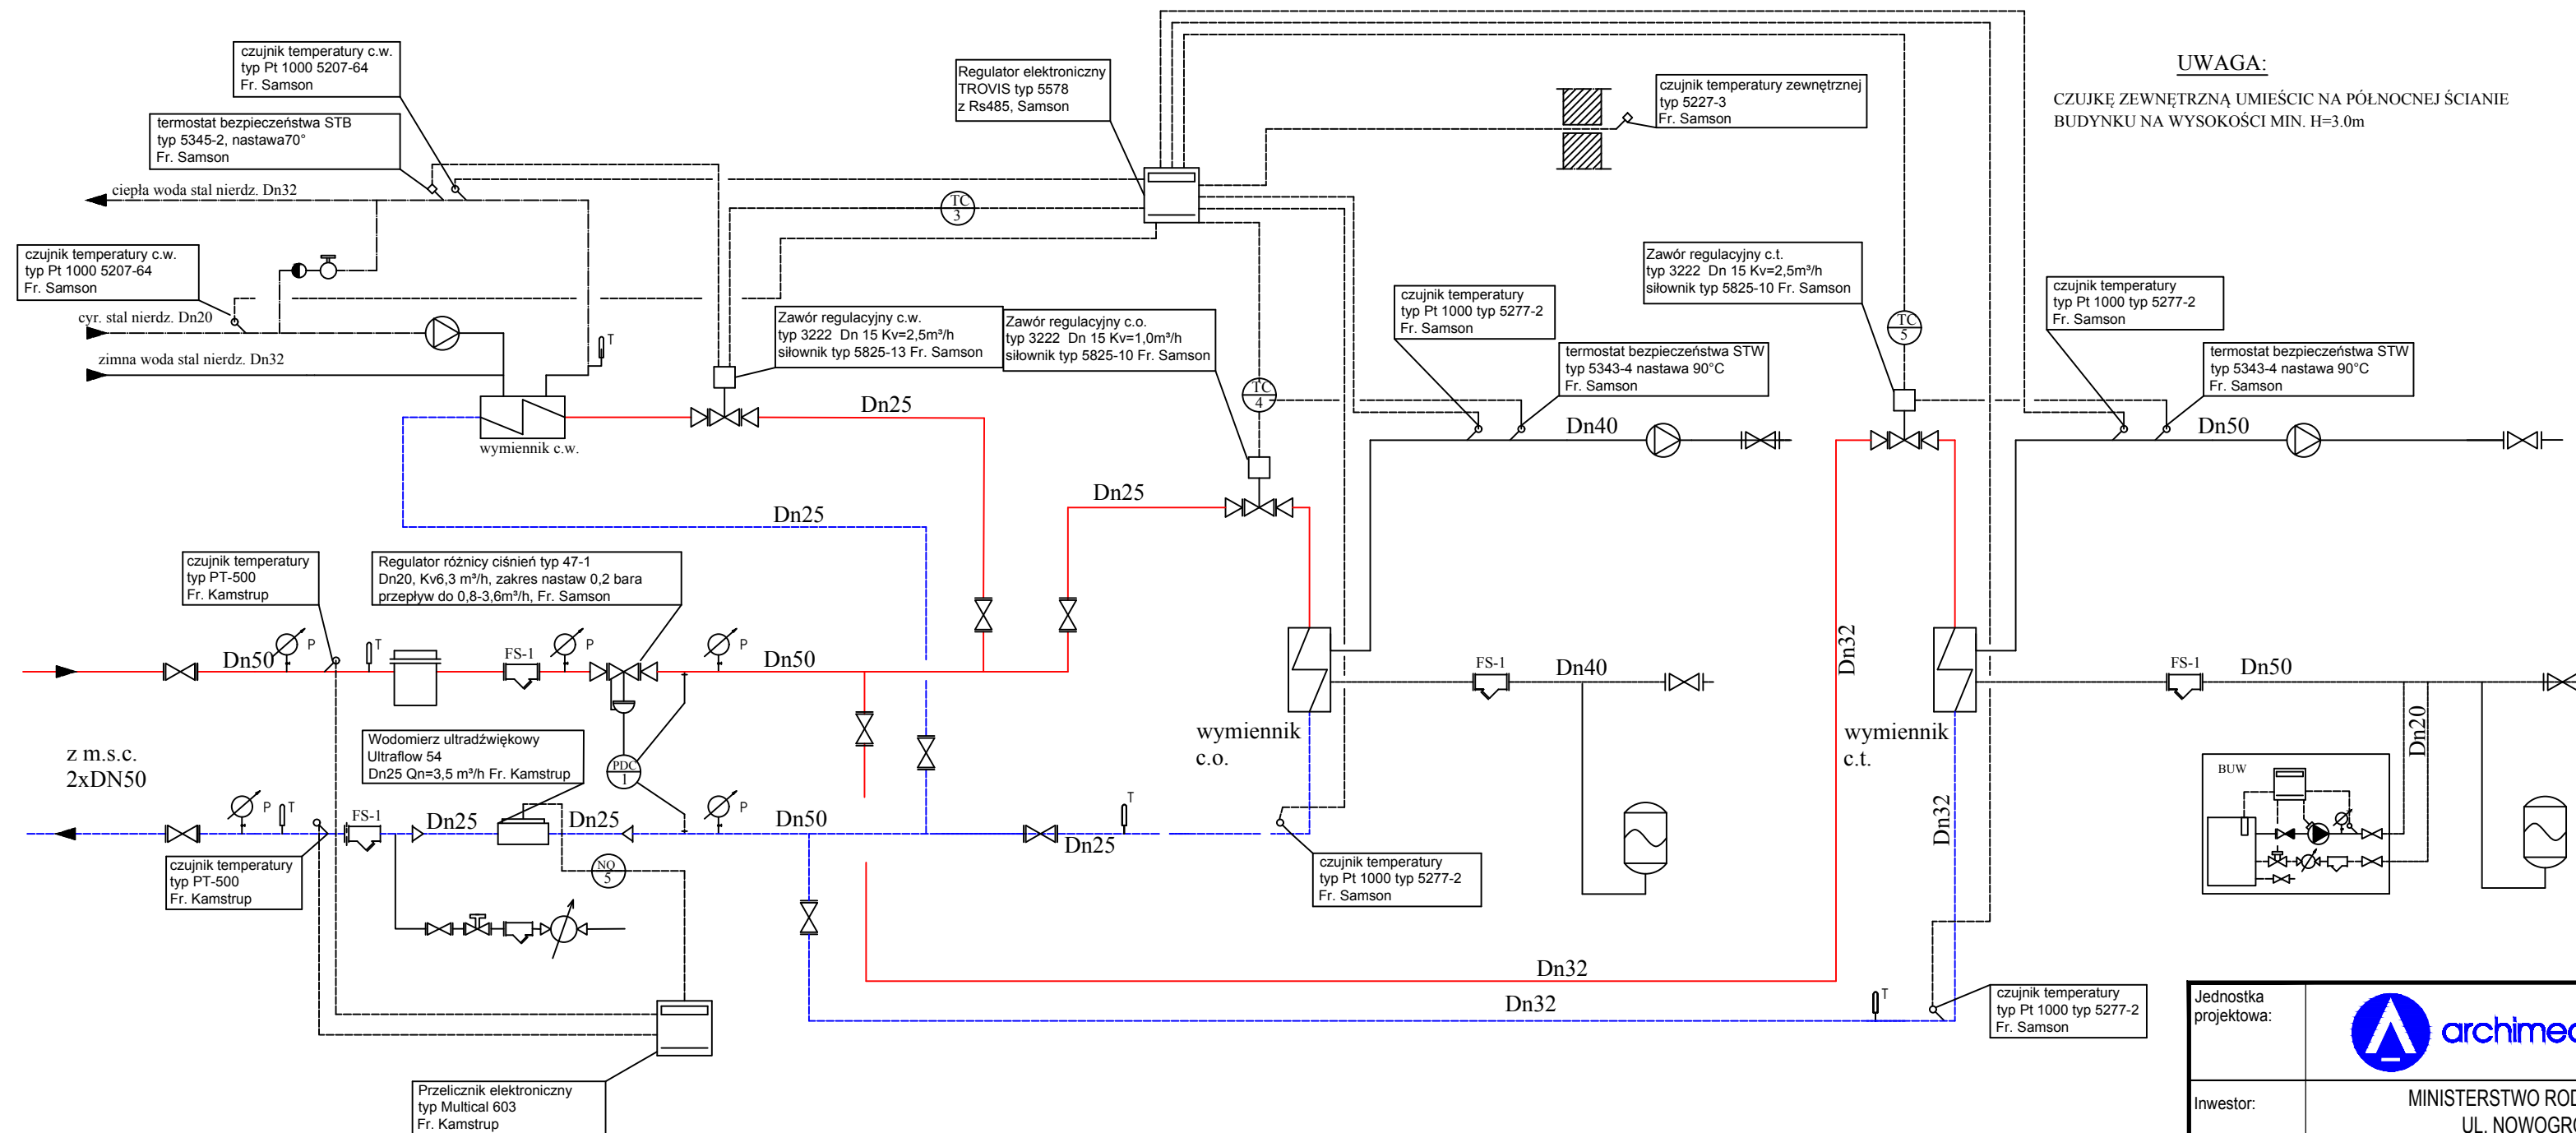 UWAGA:
CZUJKĘ ZEWNĘTRZNĄ UMIEŚCIC NA PÓŁNOCNEJ ŚCIANIE
BUDYNKU NA WYSOKOŚCI MIN. H=3.0m
czujnik temperatury c.w.
typ Pt 1000 5207-64
Fr. Samson
termostat bezpieczeństwa STB
typ 5345-2, nastawa70°
Fr. Samson
Regulator elektroniczny
TROVIS typ 5578
z Rs485, Samson
czujnik temperatury zewnętrznej
typ 5227-3
Fr. Samson
ciepła woda stal nierdz. Dn32
TC
3
czujnik temperatury c.w.
typ Pt 1000 5207-64
Fr. Samson
cyr. stal nierdz. Dn20
zimna woda stal nierdz. Dn32
T
wymiennik c.w.
Zawór regulacyjny c.w.
typ 3222 Dn 15 Kv=2,5m³/h
siłownik typ 5825-13 Fr. Samson
Zawór regulacyjny c.o.
typ 3222 Dn 15 Kv=1,0m³/h
siłownik typ 5825-10 Fr. Samson
TC
4
czujnik temperatury
typ Pt 1000 typ 5277-2
Fr. Samson
termostat bezpieczeństwa STW
typ 5343-4 nastawa 90°C
Fr. Samson
Zawór regulacyjny c.t.
typ 3222 Dn 15 Kv=2,5m³/h
siłownik typ 5825-10 Fr. Samson
TC
5
czujnik temperatury
typ Pt 1000 typ 5277-2
Fr. Samson
termostat bezpieczeństwa STW
typ 5343-4 nastawa 90°C
Fr. Samson
Dn25
Dn40
Dn50
Dn25
Dn25
czujnik temperatury
typ PT-500
Fr. Kamstrup
Regulator różnicy ciśnień typ 47-1
Dn20, Kv6,3 m³/h, zakres nastaw 0,2 bara
przepływ do 0,8-3,6m³/h, Fr. Samson
Dn50
P
T
FS-1
P
P
Dn50
FS-1
Dn40
Dn32
FS-1
Dn50
Dn20
z m.s.c.
2xDN50
Wodomierz ultradźwiękowy
Ultraflow 54
Dn25 Qn=3,5 m³/h Fr. Kamstrup
PDC
1
wymiennik
c.o.
wymiennik
c.t.
BUW
P
T
FS-1
Dn25
Dn25
P
Dn50
T
Dn25
Dn32
czujnik temperatury
typ PT-500
Fr. Kamstrup
NQ
5
czujnik temperatury
typ Pt 1000 typ 5277-2
Fr. Samson
Dn32
Dn32
T
czujnik temperatury
typ Pt 1000 typ 5277-2
Fr. Samson
Przelicznik elektroniczny
typ Multical 603
Fr. Kamstrup
Jednostka
projektowa:
archimed
Inwestor:
MINISTERSTWO ROD
UL. NOWOGRO